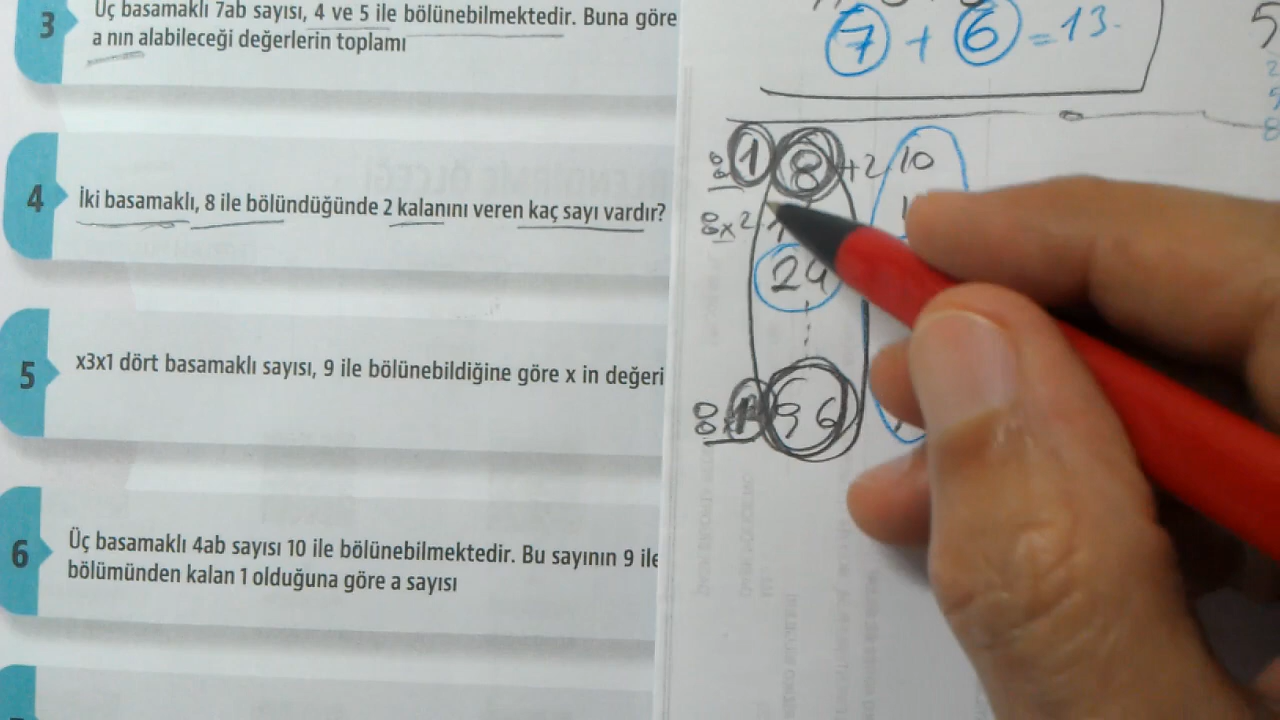 3
Üç basamaklı 7ab sayısı, 4 ve 5 ile bölünebilmektedir. Buna göre
a nın alabileceği değerlerin toplamı
4
İki basamaklı, 8 ile bölündüğünde 2 kalanını veren kaç sayı vardır?
5
x3x1 dört basamaklı sayısı, 9 ile bölünebildiğine göre x in değeri
6
Üç basamaklı 4ab sayısı 10 ile bölünebilmektedir. Bu sayının 9 ile
bölümünden kalan 1 olduğuna göre a sayısı
7 + 6 = 13
8 1 8 +2 10
8x2
24
96